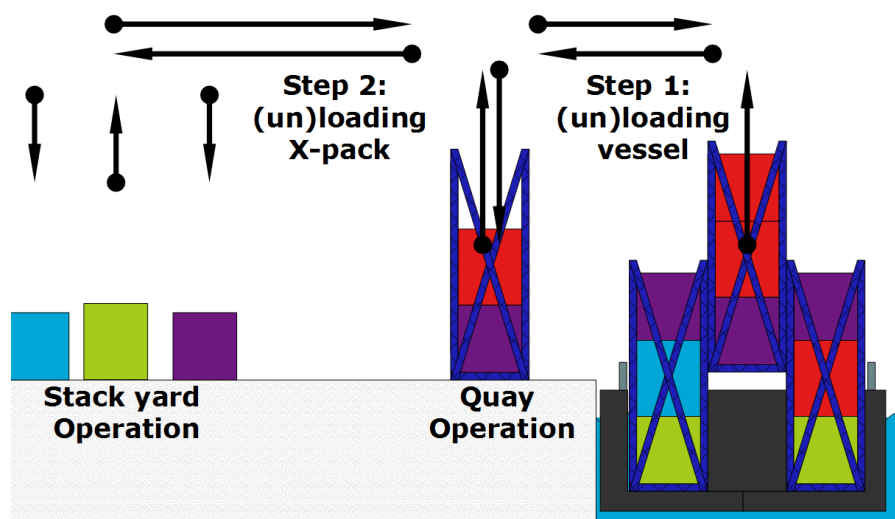 Step 2:
(un)loading
X-pack
Step 1:
(un)loading
vessel
Stack yard
Operation
Quay
Operation